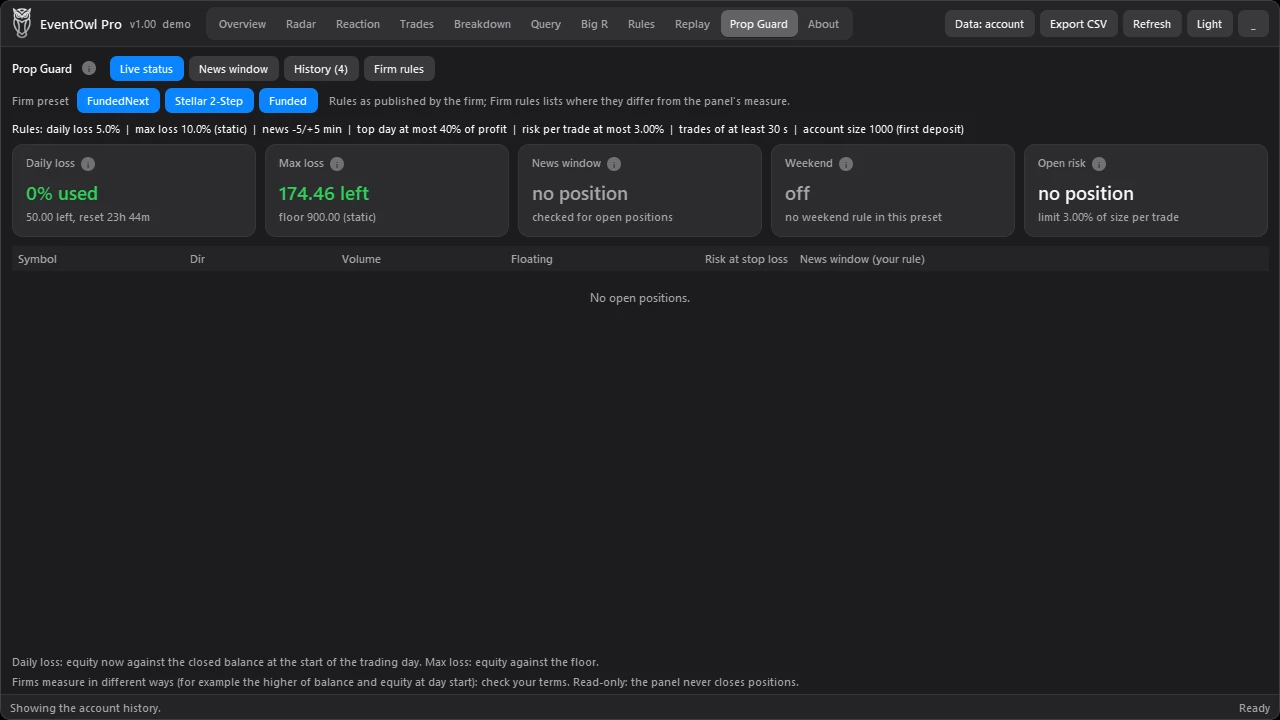 EventOwl Pro v1.00 demo Overview Radar Reaction Trades Breakdown Query Big R Rules Replay Prop Guard About Data: account Export CSV Refresh Light _
Prop Guard i Live status News window History (4) Firm rules
Firm preset FundedNext Stellar 2-Step Funded Rules as published by the firm; Firm rules lists where they differ from the panel's measure.
Rules: daily loss 5.0% | max loss 10.0% (static) | news -5/+5 min | top day at most 40% of profit | risk per trade at most 3.00% | trades of at least 30 s | account size 1000 (first deposit)
Daily loss i
0% used
50.00 left, reset 23h 44m
Max loss i
174.46 left
floor 900.00 (static)
News window i
no position
checked for open positions
Weekend i
off
no weekend rule in this preset
Open risk i
no position
limit 3.00% of size per trade
Symbol Dir Volume Floating Risk at stop loss News window (your rule)
No open positions.
Daily loss: equity now against the closed balance at the start of the trading day. Max loss: equity against the floor.
Firms measure in different ways (for example the higher of balance and equity at day start): check your terms. Read-only: the panel never closes positions.
Showing the account history. Ready